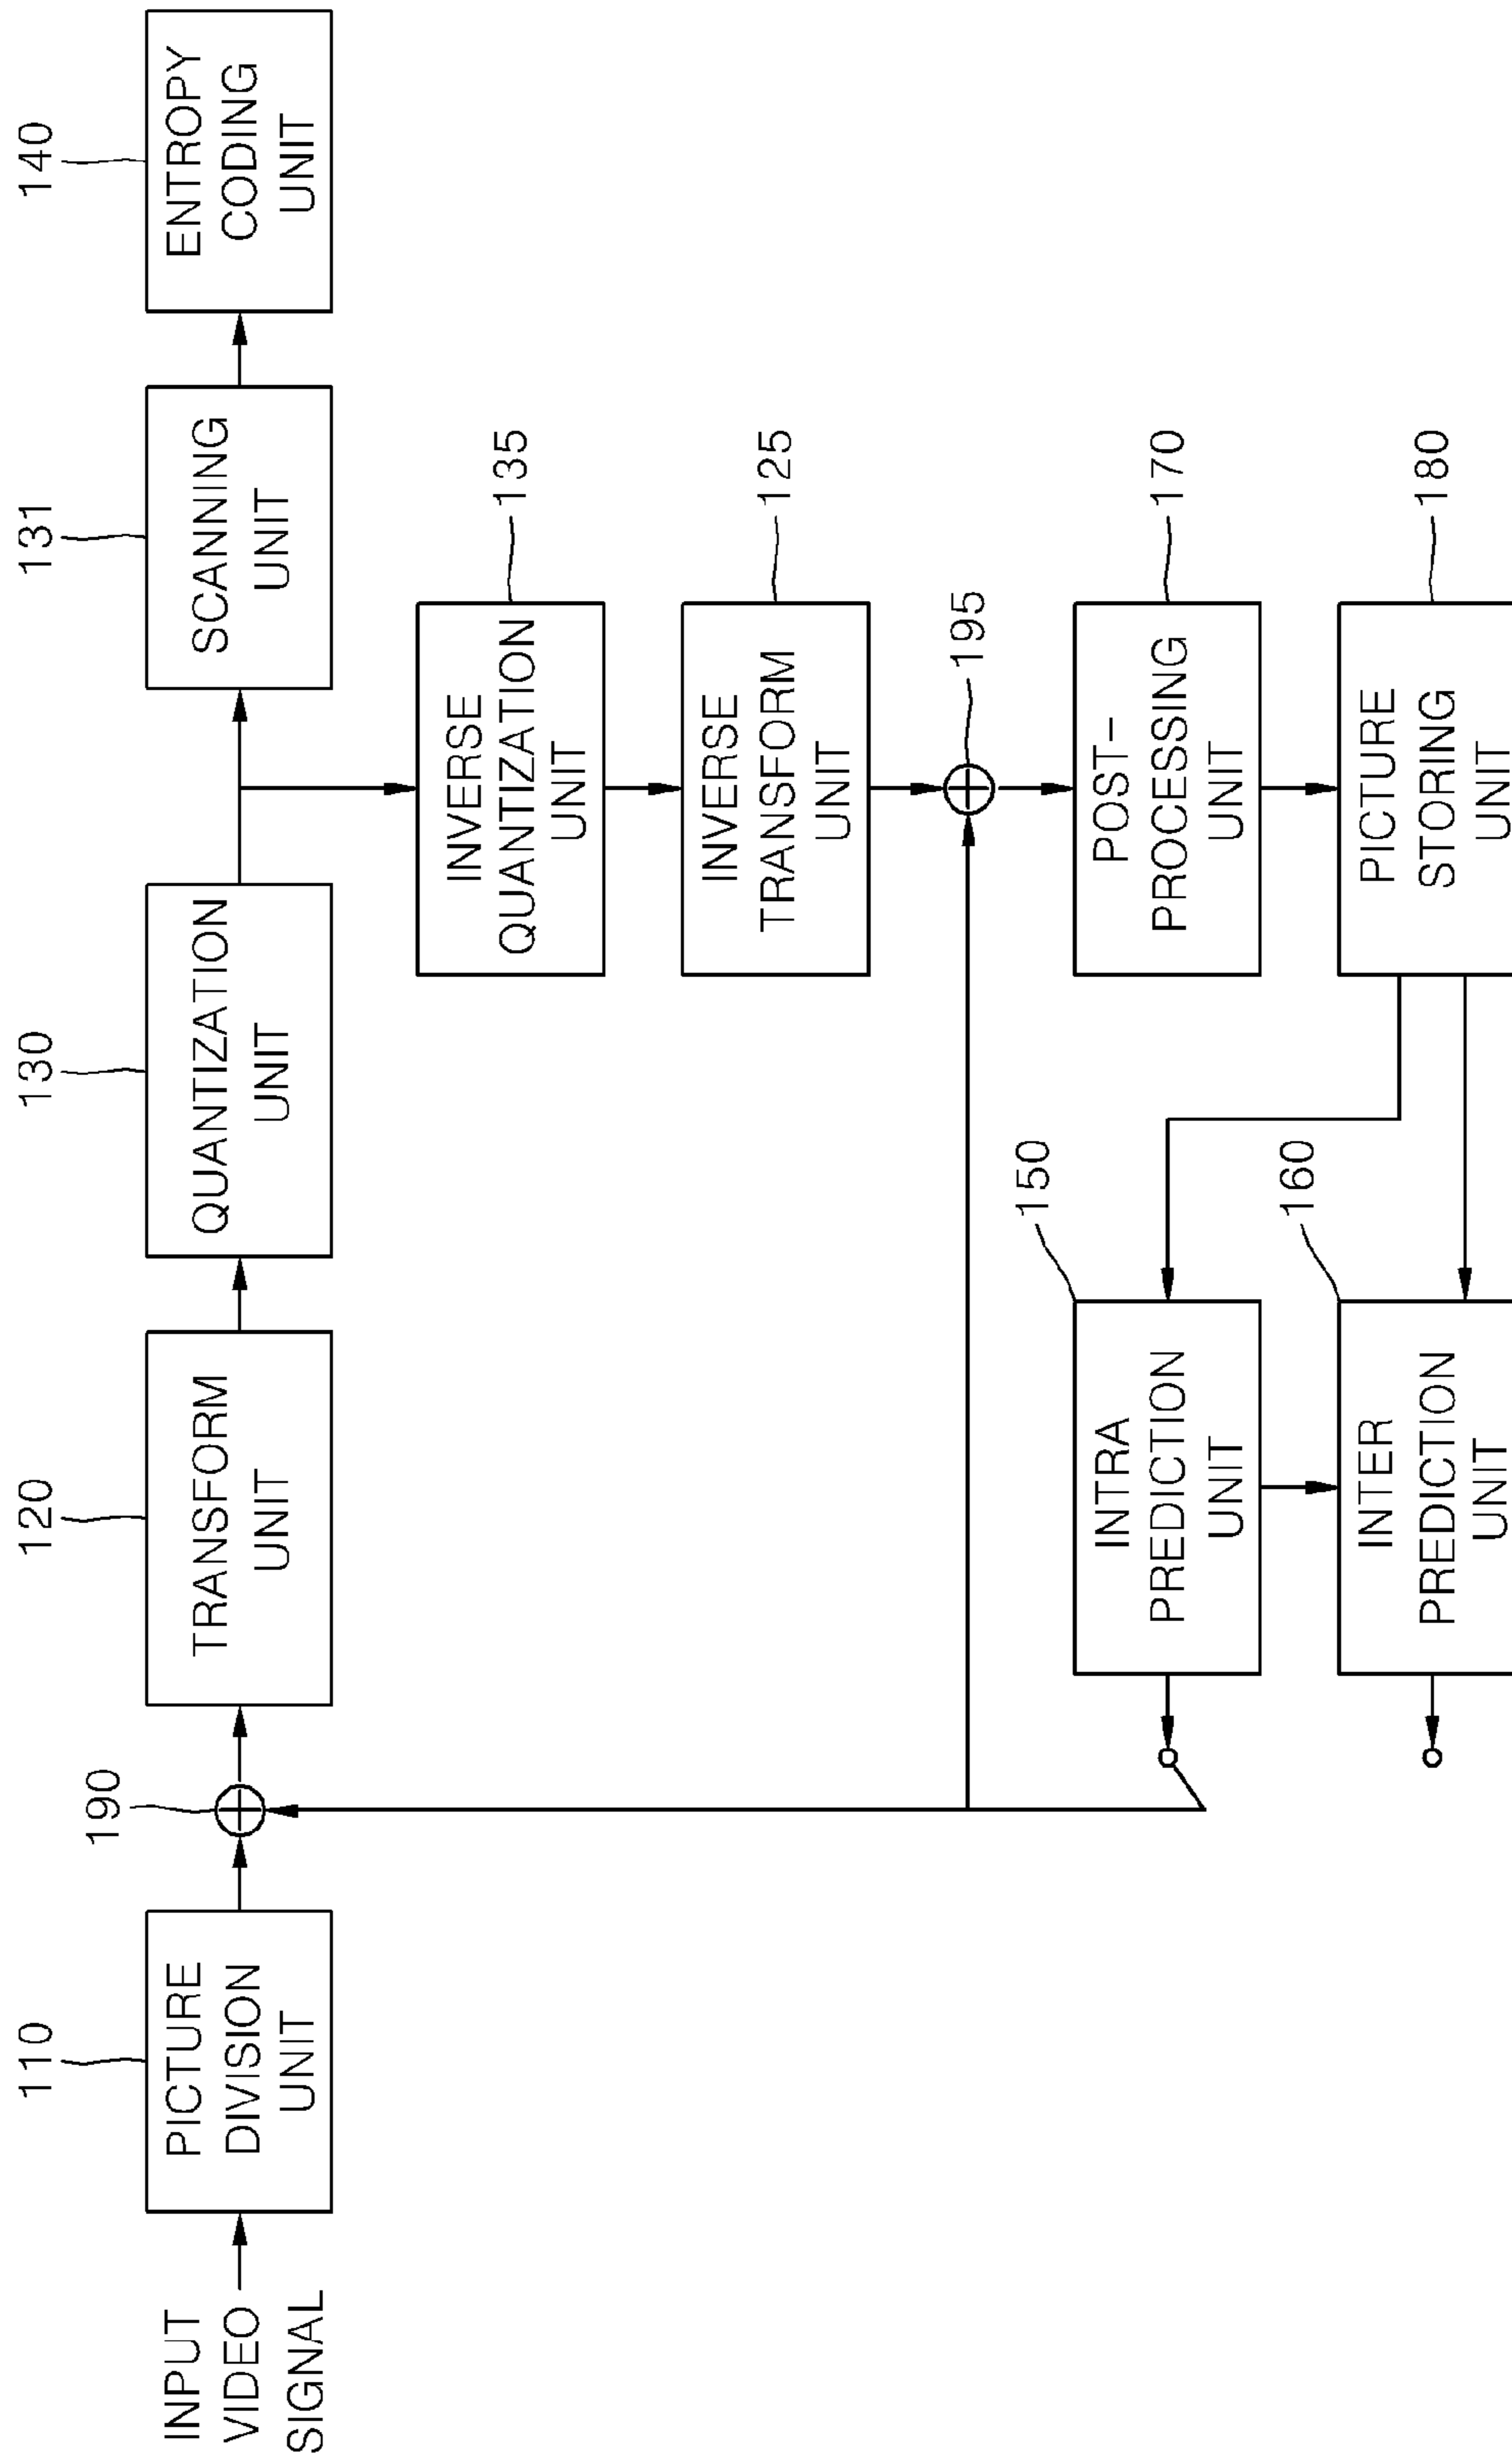 110
120
130
131
140
INPUT
VIDEO
SIGNAL
PICTURE
DIVISION
UNIT
190
TRANSFORM
UNIT
QUANTIZATION
UNIT
SCANNING
UNIT
ENTROPY
CODING
UNIT
INVERSE
QUANTIZATION
UNIT
135
INVERSE
TRANSFORM
UNIT
125
195
150
INTRA
PREDICTION
UNIT
POST-
PROCESSING
UNIT
170
160
INTER
PREDICTION
UNIT
PICTURE
STORING
UNIT
180